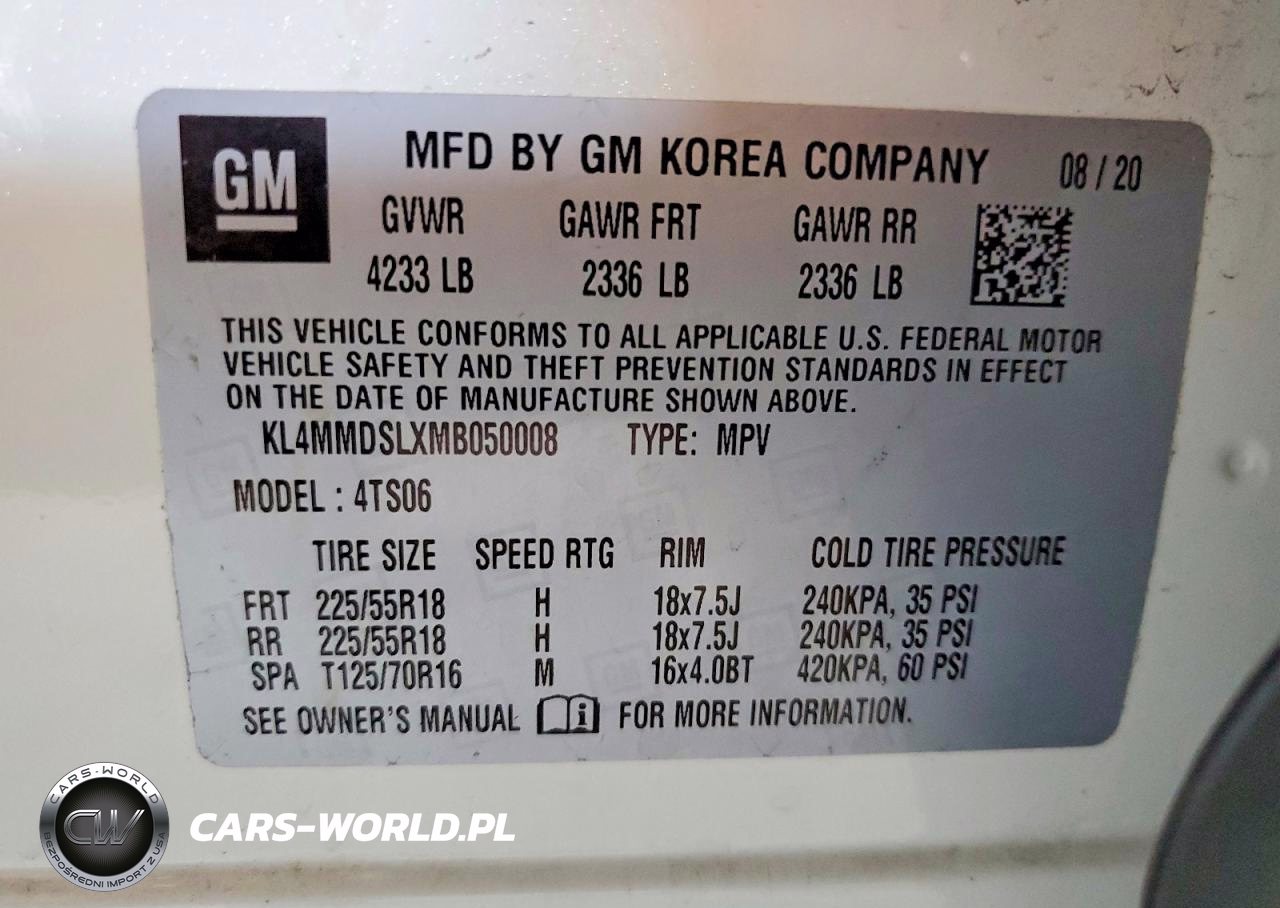 GM
MFD BY GM KOREA COMPANY 08 / 20
GVWR GAWR FRT GAWR RR
4233 LB 2336 LB 2336 LB
THIS VEHICLE CONFORMS TO ALL APPLICABLE U.S. FEDERAL MOTOR
VEHICLE SAFETY AND THEFT PREVENTION STANDARDS IN EFFECT
ON THE DATE OF MANUFACTURE SHOWN ABOVE.
KL4MMDSLXMB050008 TYPE: MPV
MODEL : 4TS06
TIRE SIZE SPEED RTG RIM COLD TIRE PRESSURE
FRT 225/55R18 H 18x7.5J 240KPA, 35 PSI
RR 225/55R18 H 18x7.5J 240KPA, 35 PSI
SPA T125/70R16 M 16x4.0BT 420KPA, 60 PSI
SEE OWNER'S MANUAL i FOR MORE INFORMATION.
CARS-WORLD
CW
BEZPOŚREDNI IMPORT Z USA
CARS-WORLD.PL